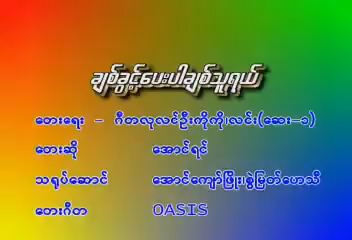 ချစ်ခွင့်ပေးပါချစ်သူရယ်
တေးရေး - ဂီတလုလင်ဦးကိုကို၊လင်း(ဆေး-၁)
တေးဆို အောင်ရင်
သရုပ်ဆောင် အောင်ကျော်ဖြိုး၊ခွဲမြတ်ဟေသီ
တေးဂီတ OASIS